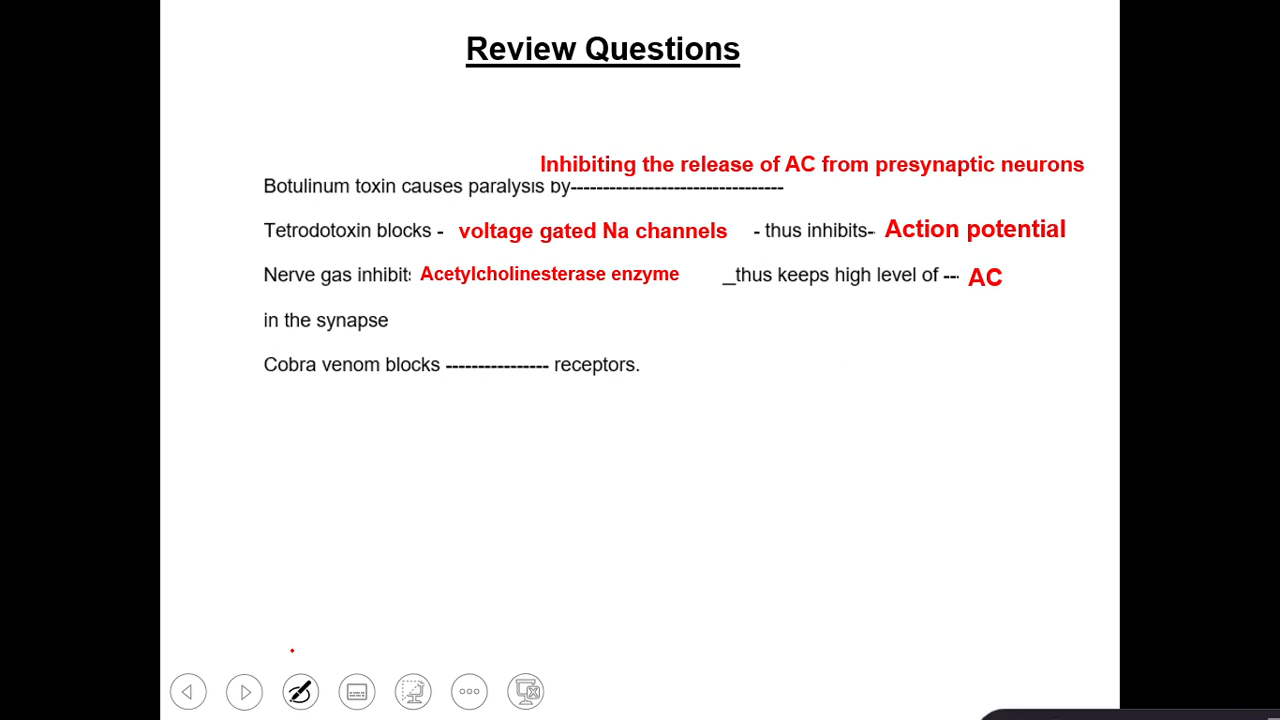 Review Questions
Inhibiting the release of AC from presynaptic neurons
Botulinum toxin causes paralysis by---------------------------------
Tetrodotoxin blocks - voltage gated Na channels - thus inhibits- Action potential
Nerve gas inhibit Acetylcholinesterase enzyme _thus keeps high level of --- AC
in the synapse
Cobra venom blocks ---------------- receptors.